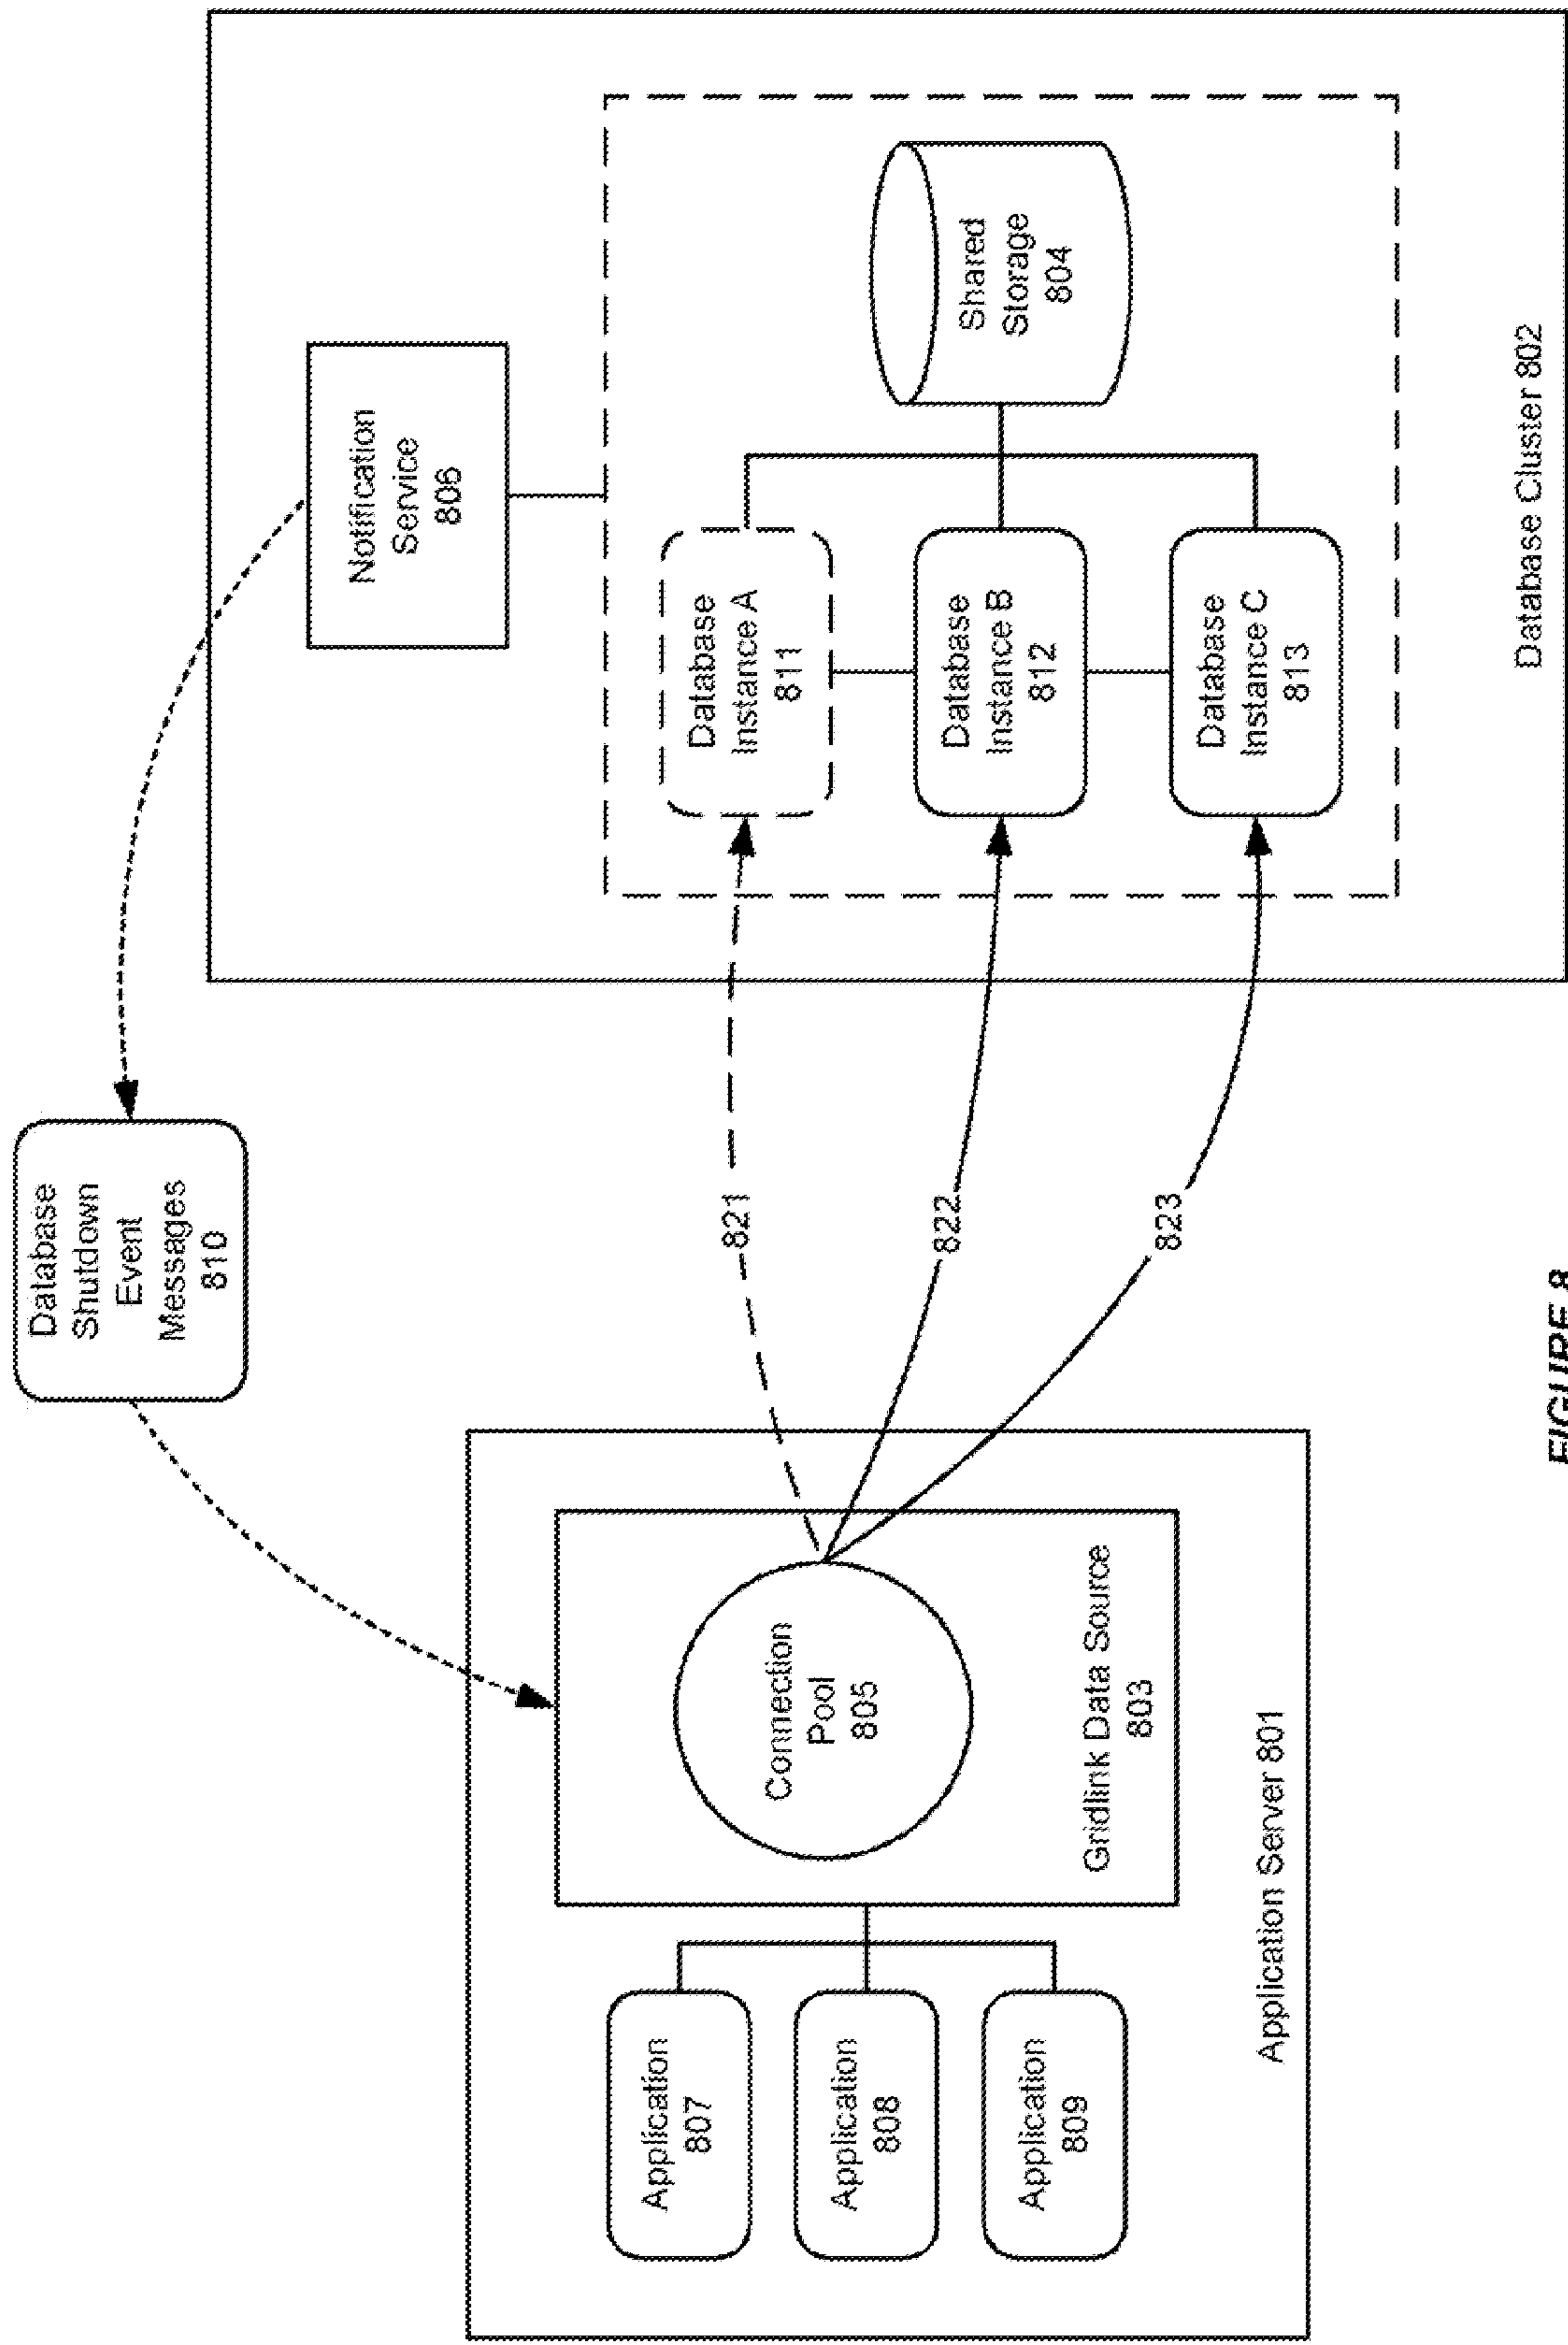 Database
Shutdown
Event
Messages
810
Notification
Service
806
Application
807
Application
808
Application
809
Connection
Pool
805
Gridlink Data Source
803
Application Server 801
821
822
823
Database
Instance A
811
Database
Instance B
812
Database
Instance C
813
Shared
Storage
804
Database Cluster 802
FIGURE 8